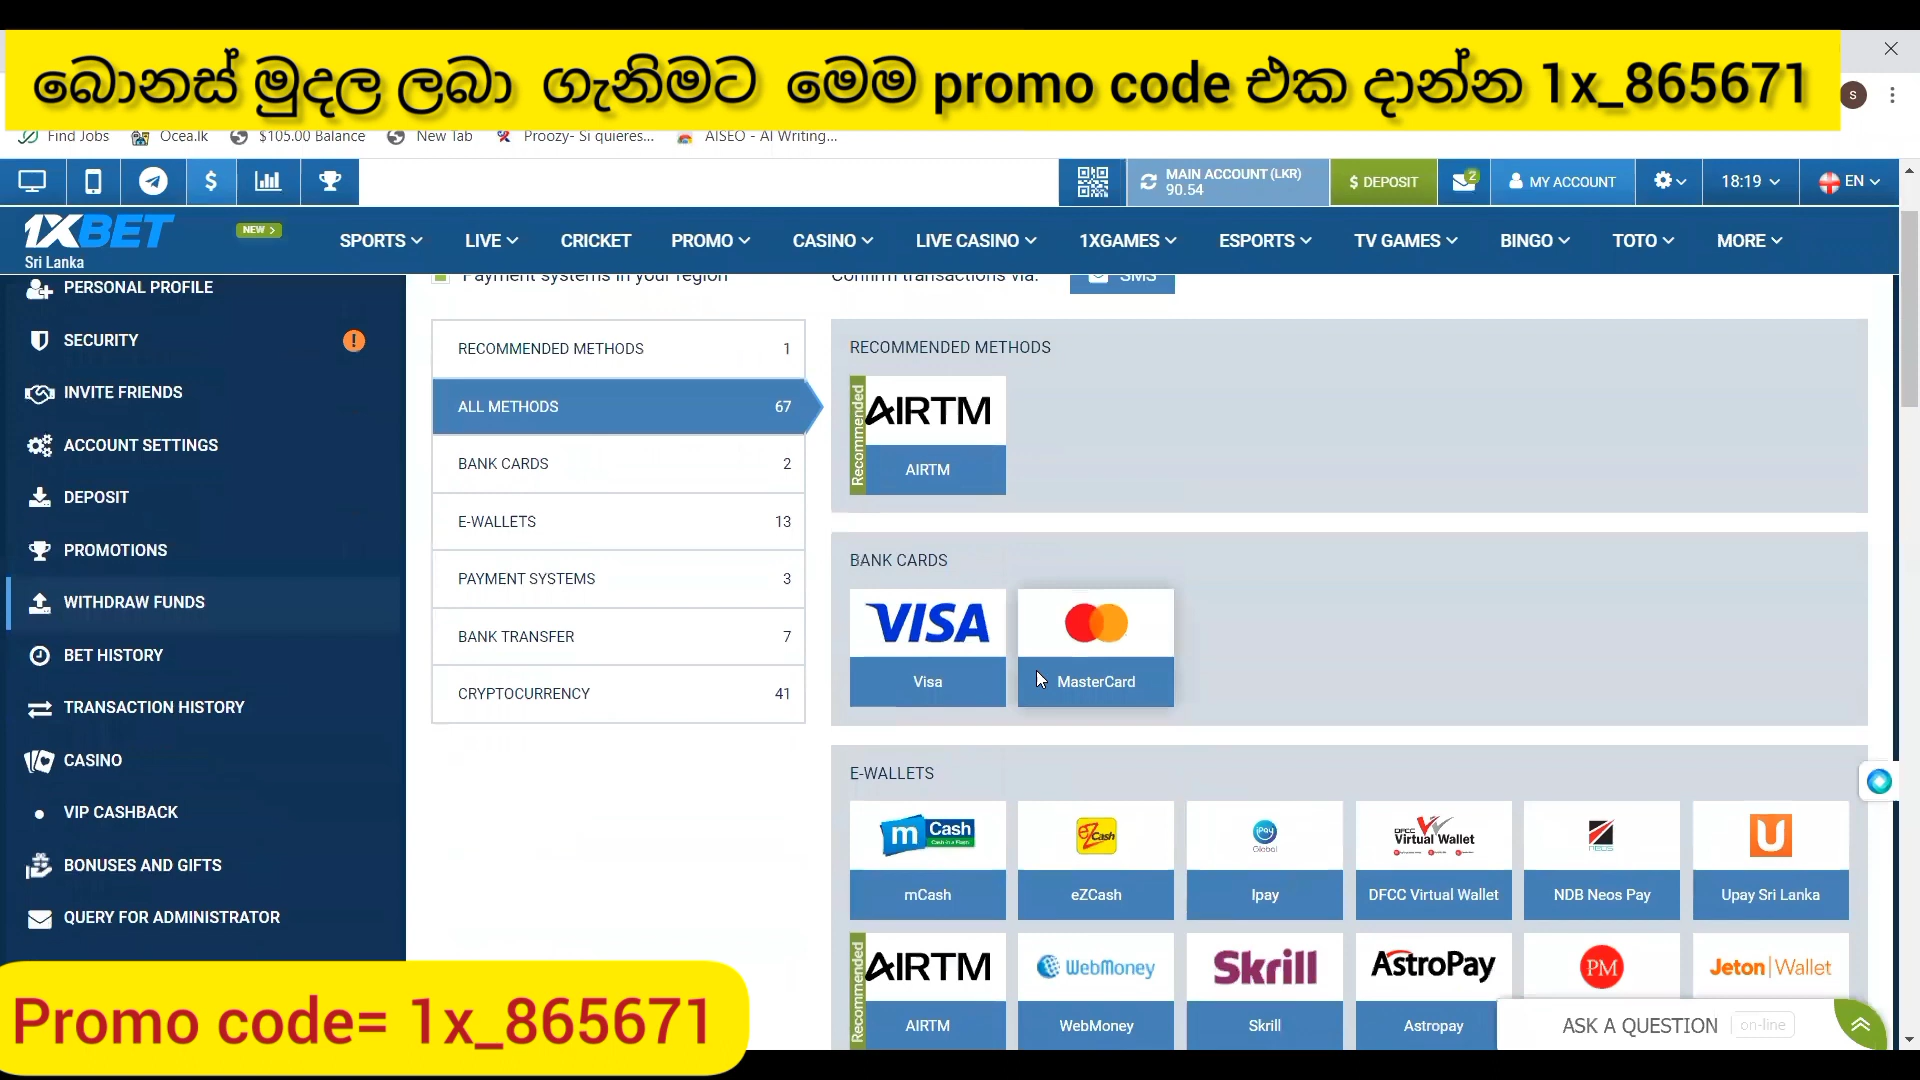 බොනස් මුදල ලබා ගැනිමට මෙම promo code එක දාන්න 1x_865671
S
Find Jobs Ocea.lk $105.00 Balance New Tab Proozy- Si quieres... AISEO - AI Writing...
MAIN ACCOUNT (LKR)
90.54
$ DEPOSIT
2
MY ACCOUNT
18:19
EN
1XBET
Sri Lanka
NEW >
SPORTS LIVE CRICKET PROMO CASINO LIVE CASINO 1XGAMES ESPORTS TV GAMES BINGO TOTO MORE
PERSONAL PROFILE
SECURITY !
INVITE FRIENDS
ACCOUNT SETTINGS
DEPOSIT
PROMOTIONS
WITHDRAW FUNDS
BET HISTORY
TRANSACTION HISTORY
CASINO
VIP CASHBACK
BONUSES AND GIFTS
QUERY FOR ADMINISTRATOR
Payment systems in your region
Confirm transactions via: SMS
RECOMMENDED METHODS 1
ALL METHODS 67
BANK CARDS 2
E-WALLETS 13
PAYMENT SYSTEMS 3
BANK TRANSFER 7
CRYPTOCURRENCY 41
RECOMMENDED METHODS
Recommended
AIRTM
AIRTM
BANK CARDS
VISA
Visa MasterCard
E-WALLETS
m Cash
eZ Cash
iPay Global
DFCC Virtual Wallet
NEOS
U
mCash eZCash Ipay DFCC Virtual Wallet NDB Neos Pay Upay Sri Lanka
Recommended
AIRTM WebMoney Skrill AstroPay PM Jeton Wallet
AIRTM WebMoney Skrill Astropay
ASK A QUESTION on-line
Promo code= 1x_865671